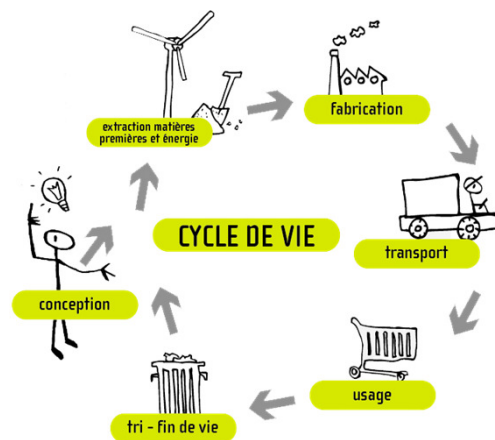 extraction matières
premières et énergie
fabrication
CYCLE DE VIE
transport
conception
usage
tri - fin de vie